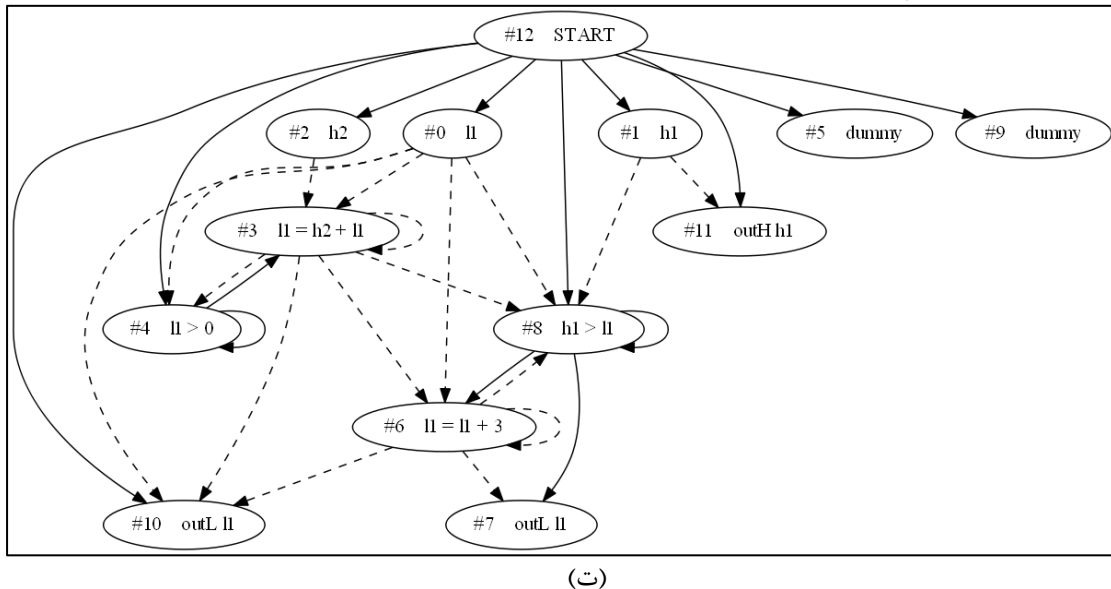 #12 START
#2 h2
#0 l1
#1 h1
#5 dummy
#9 dummy
#3 l1 = h2 + l1
#11 outH h1
#4 l1 > 0
#8 h1 > l1
#6 l1 = l1 + 3
#10 outL l1
#7 outL l1
(ت)